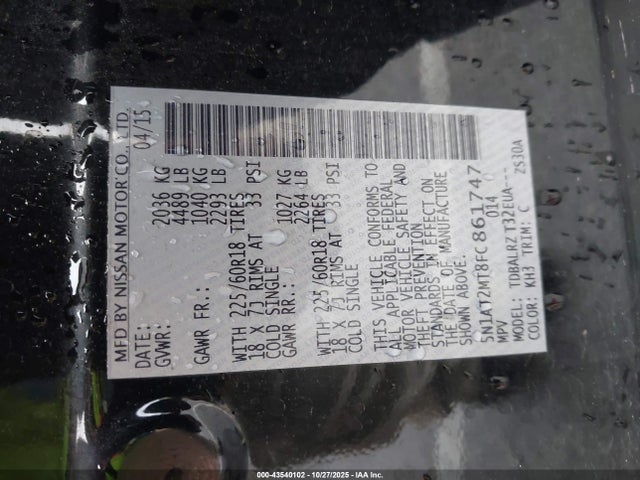 MFD BY NISSAN MOTOR CO., LTD.
DATE: 04/15
GVWR: 2036 KG
4489 LB
GAWR FR.: 1040 KG
2293 LB
WITH 225/60R18 TIRES
18 X 7J RIMS AT 33 PSI
COLD SINGLE
GAWR RR.: 1027 KG
2264 LB
WITH 225/60R18 TIRES
18 X 7J RIMS AT 33 PSI
COLD SINGLE
THIS VEHICLE CONFORMS TO
ALL APPLICABLE FEDERAL
MOTOR VEHICLE SAFETY AND
THEFT PREVENTION
STANDARDS IN EFFECT ON
THE DATE OF MANUFACTURE
SHOWN ABOVE.
5N1AT2MT8FC861747
MPV 014
MODEL: TDBALRZ T32EUA---
COLOR: KH3 TRIM: C ZS30A
000-43540102 | 10/27/2025 - IAAI, Inc.